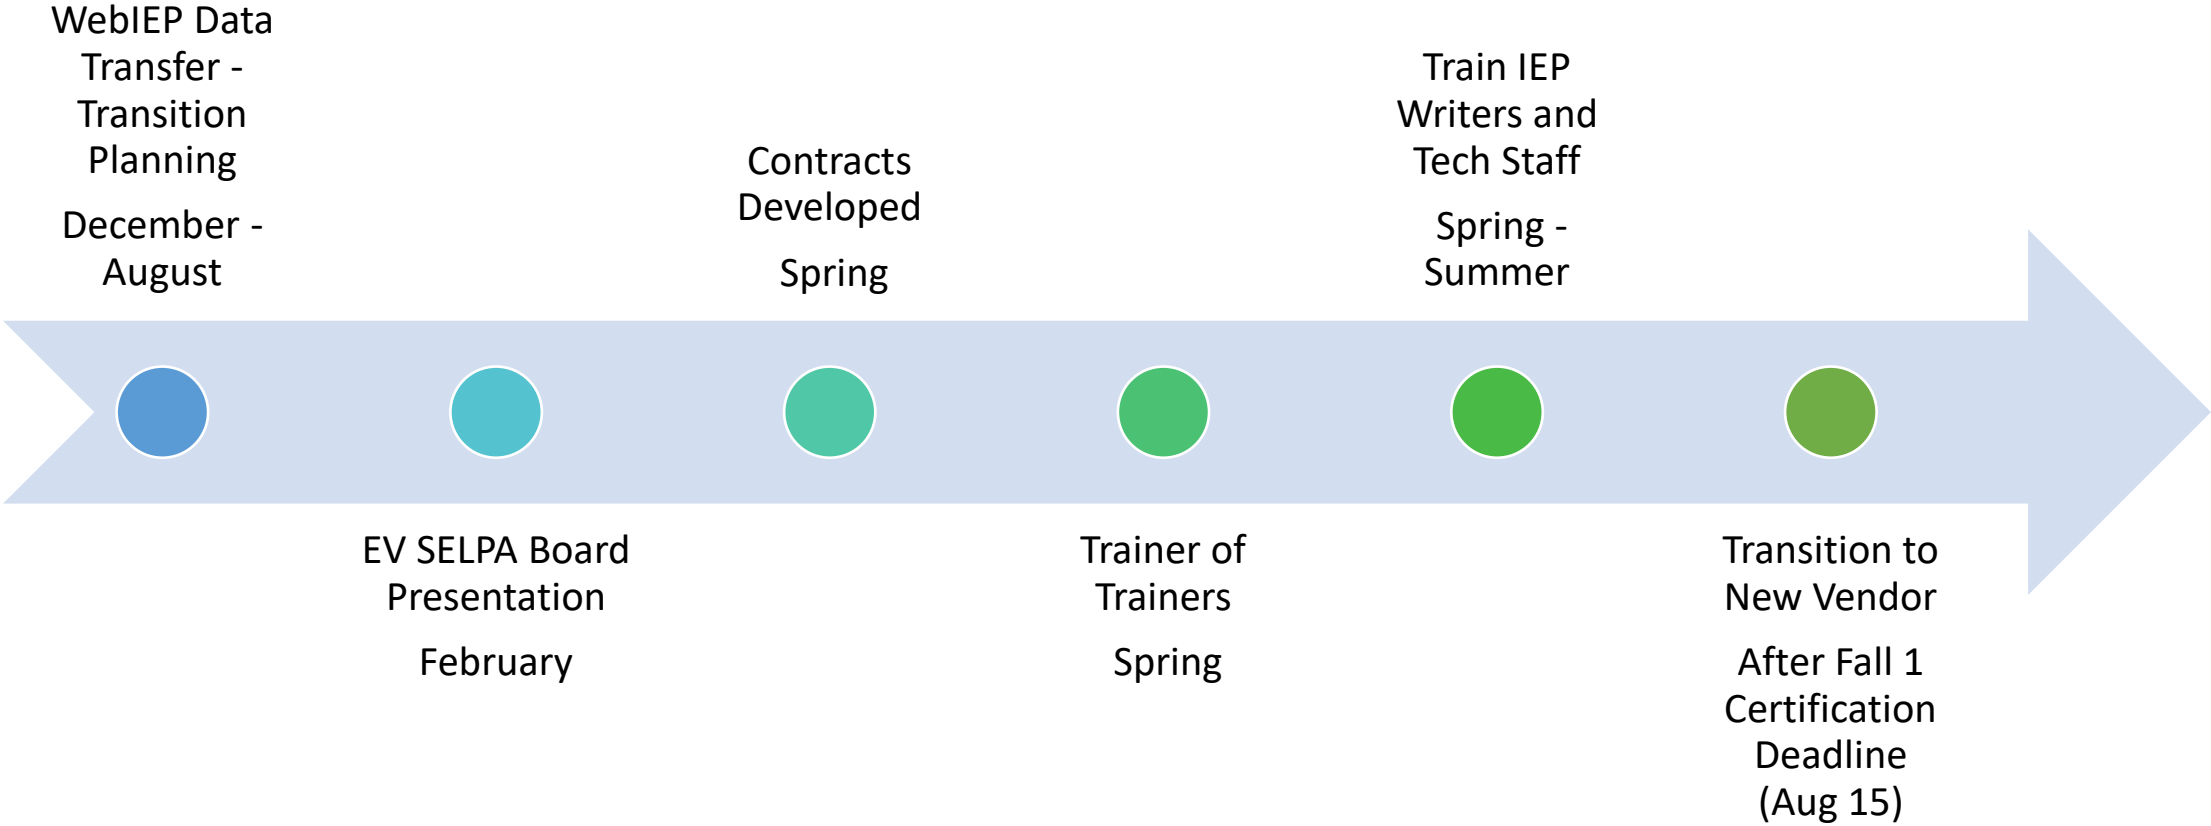 WebIEP Data
Transfer -
Transition
Planning
December -
August
EV SELPA Board
Presentation
February
Contracts
Developed
Spring
Trainer of
Trainers
Spring
Train IEP
Writers and
Tech Staff
Spring -
Summer
Transition to
New Vendor
After Fall 1
Certification
Deadline
(Aug 15)